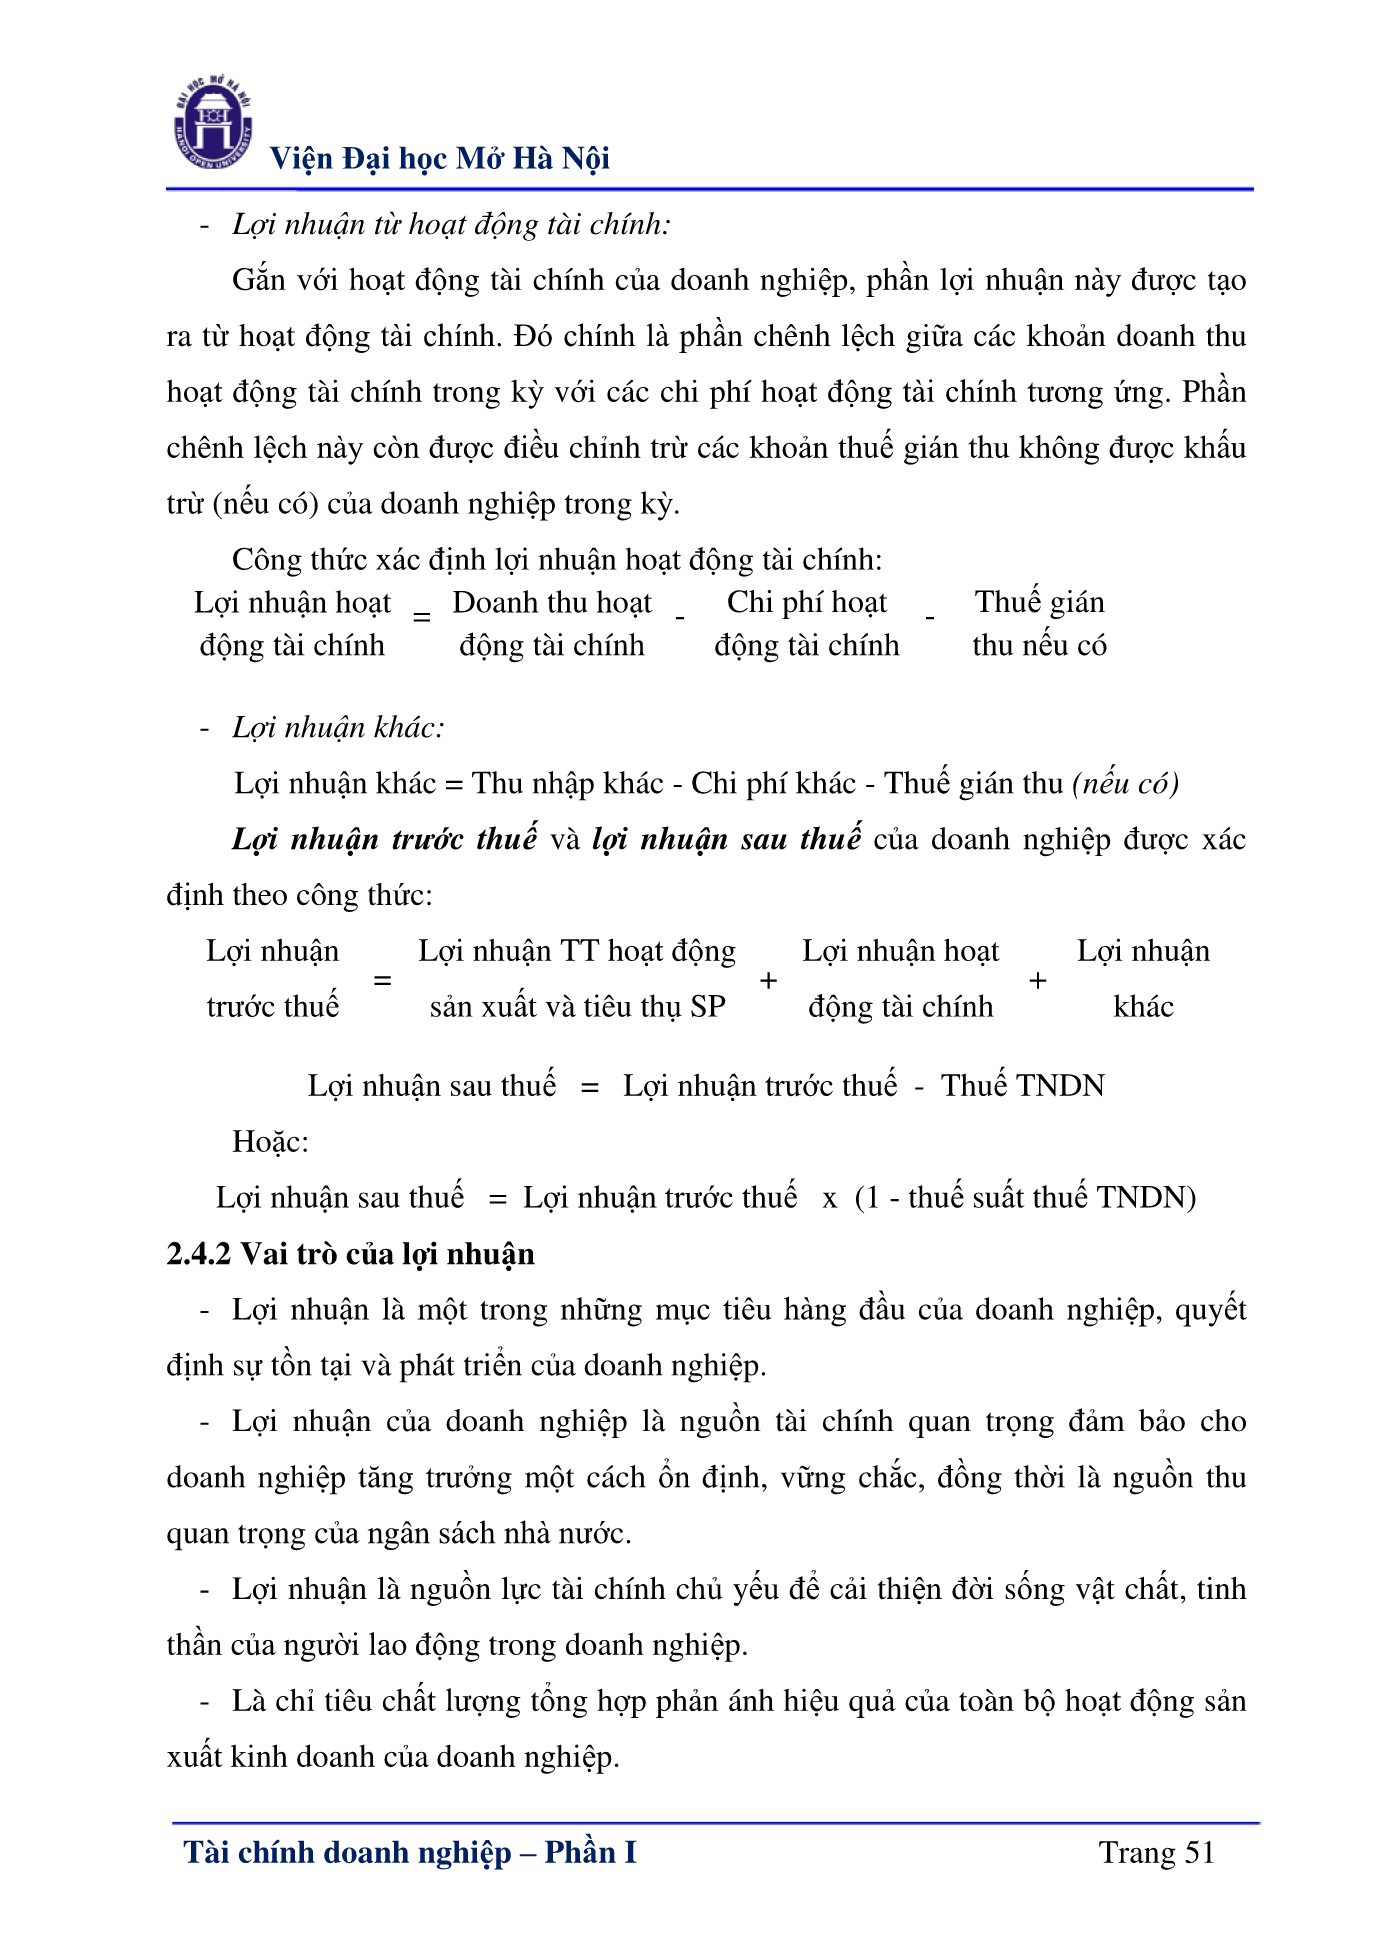 ĐẠI HỌC MỞ HÀ NỘI
HANOI OPEN UNIVERSITY
Viện Đại học Mở Hà Nội
- Lợi nhuận từ hoạt động tài chính:
Gắn với hoạt động tài chính của doanh nghiệp, phần lợi nhuận này được tạo
ra từ hoạt động tài chính. Đó chính là phần chênh lệch giữa các khoản doanh thu
hoạt động tài chính trong kỳ với các chi phí hoạt động tài chính tương ứng. Phần
chênh lệch này còn được điều chỉnh trừ các khoản thuế gián thu không được khấu
trừ (nếu có) của doanh nghiệp trong kỳ.
Công thức xác định lợi nhuận hoạt động tài chính:
Lợi nhuận hoạt = Doanh thu hoạt - Chi phí hoạt - Thuế gián
động tài chính động tài chính động tài chính thu nếu có
- Lợi nhuận khác:
Lợi nhuận khác = Thu nhập khác - Chi phí khác - Thuế gián thu (nếu có)
Lợi nhuận trước thuế và lợi nhuận sau thuế của doanh nghiệp được xác
định theo công thức:
Lợi nhuận = Lợi nhuận TT hoạt động + Lợi nhuận hoạt + Lợi nhuận
trước thuế sản xuất và tiêu thụ SP động tài chính khác
Lợi nhuận sau thuế = Lợi nhuận trước thuế - Thuế TNDN
Hoặc:
Lợi nhuận sau thuế = Lợi nhuận trước thuế x (1 - thuế suất thuế TNDN)
2.4.2 Vai trò của lợi nhuận
- Lợi nhuận là một trong những mục tiêu hàng đầu của doanh nghiệp, quyết
định sự tồn tại và phát triển của doanh nghiệp.
- Lợi nhuận của doanh nghiệp là nguồn tài chính quan trọng đảm bảo cho
doanh nghiệp tăng trưởng một cách ổn định, vững chắc, đồng thời là nguồn thu
quan trọng của ngân sách nhà nước.
- Lợi nhuận là nguồn lực tài chính chủ yếu để cải thiện đời sống vật chất, tinh
thần của người lao động trong doanh nghiệp.
- Là chỉ tiêu chất lượng tổng hợp phản ánh hiệu quả của toàn bộ hoạt động sản
xuất kinh doanh của doanh nghiệp.
Tài chính doanh nghiệp – Phần I Trang 51